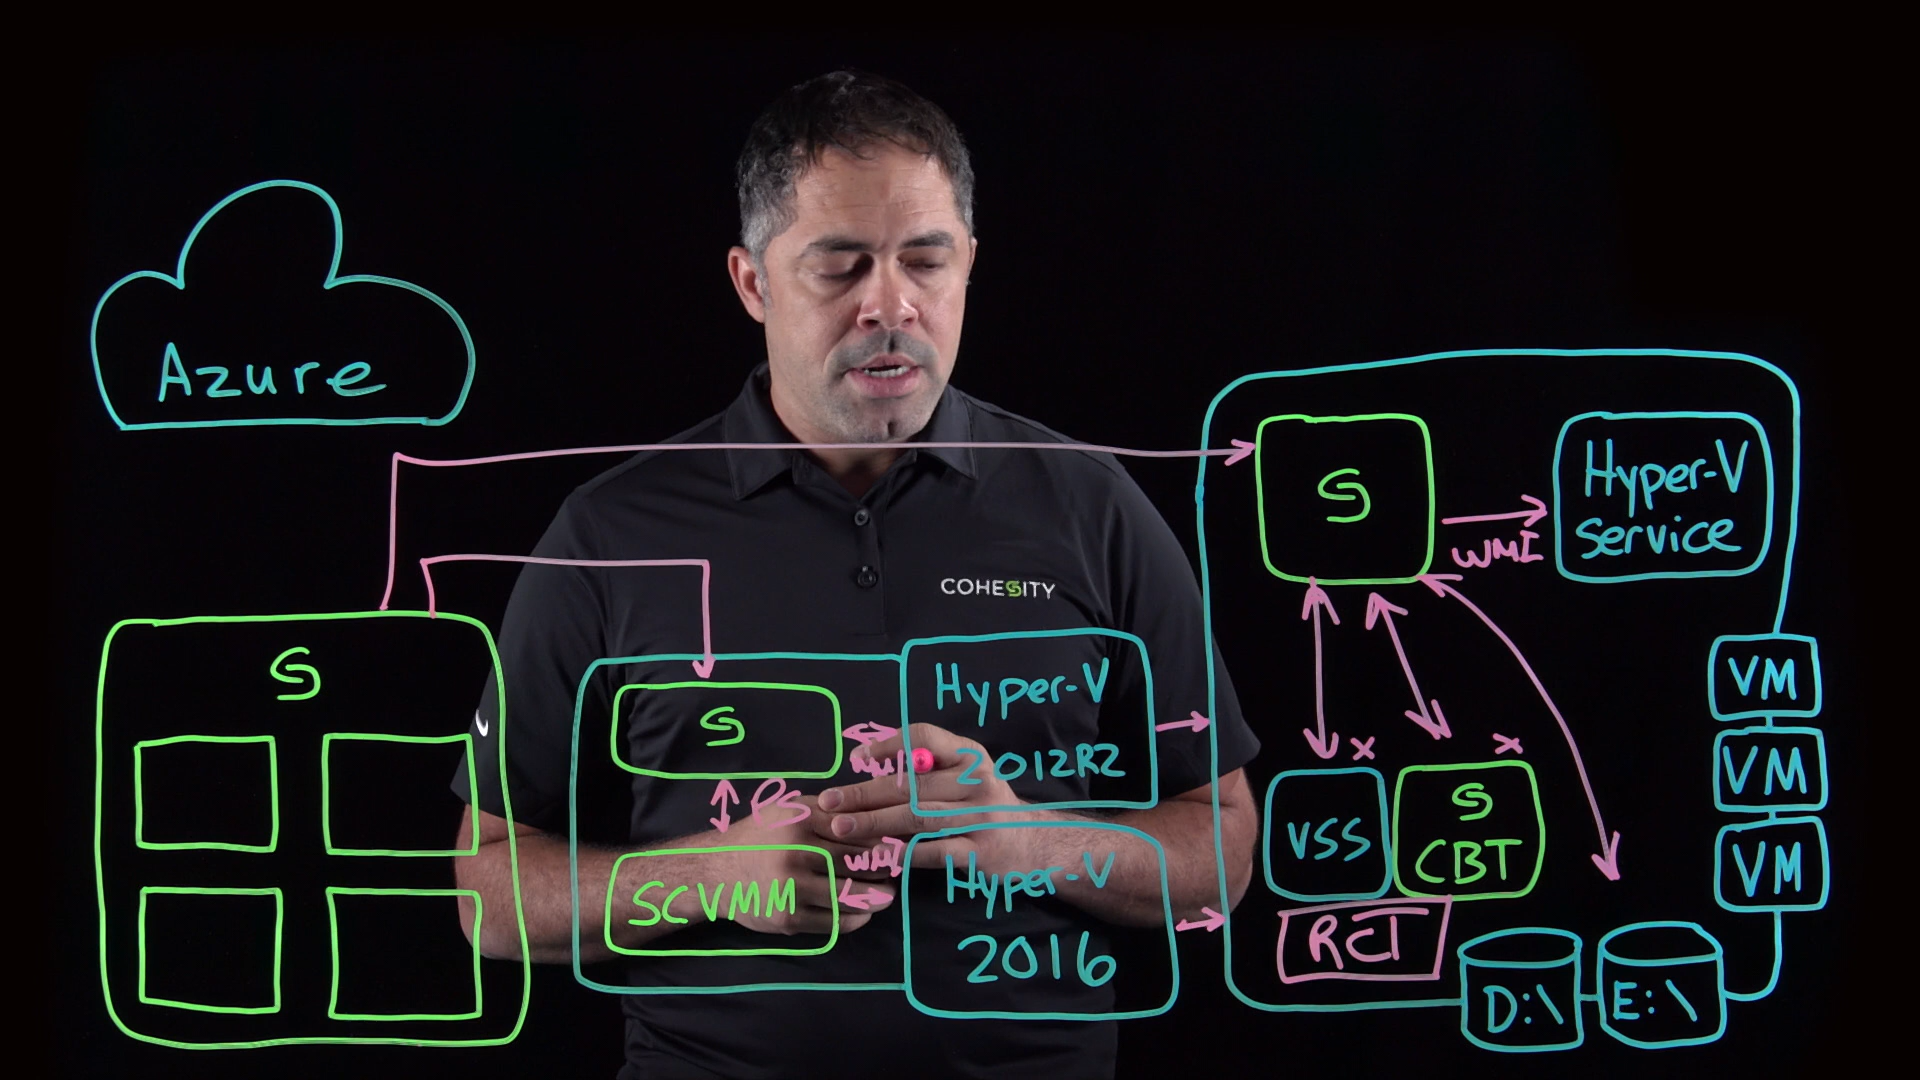 Azure
S
COHESITY
S
PS
SCVMM
WMI
Hyper-V
2012R2
Hyper-V
2016
S
WMI
Hyper-V
Service
x
x
VSS
S
CBT
RCT
D:\
E:\
VM
VM
VM